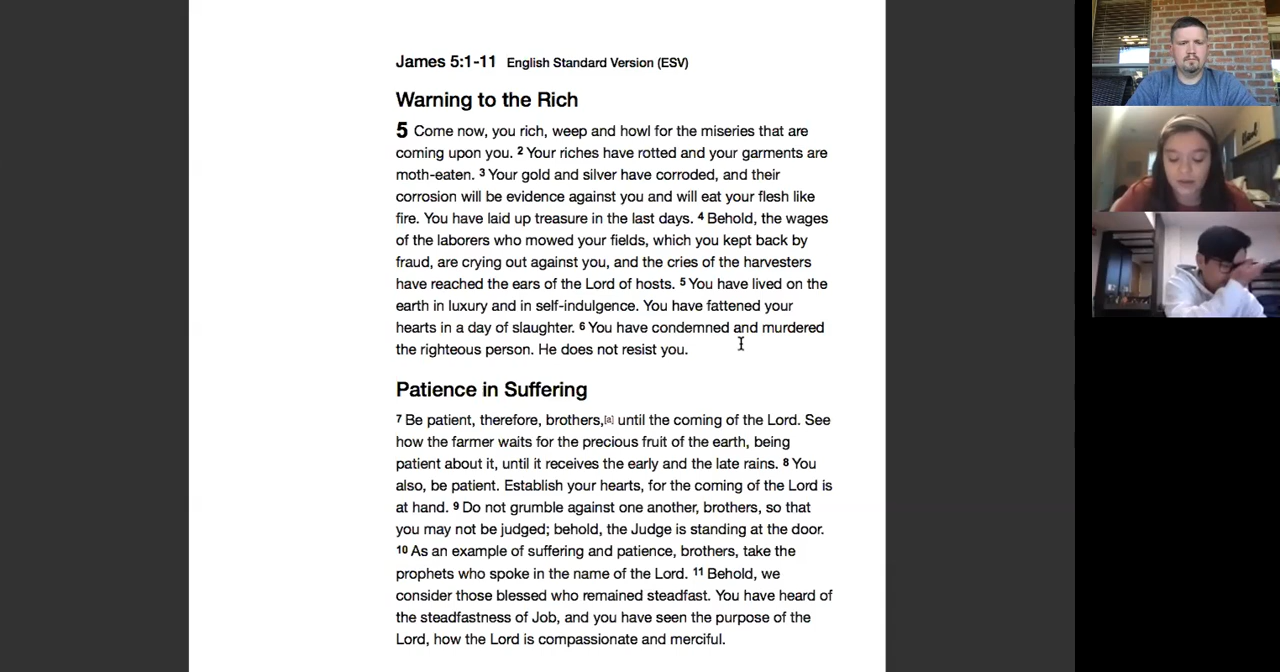 James 5:1-11 English Standard Version (ESV)
Warning to the Rich
5 Come now, you rich, weep and howl for the miseries that are
coming upon you. 2 Your riches have rotted and your garments are
moth-eaten. 3 Your gold and silver have corroded, and their
corrosion will be evidence against you and will eat your flesh like
fire. You have laid up treasure in the last days. 4 Behold, the wages
of the laborers who mowed your fields, which you kept back by
fraud, are crying out against you, and the cries of the harvesters
have reached the ears of the Lord of hosts. 5 You have lived on the
earth in luxury and in self-indulgence. You have fattened your
hearts in a day of slaughter. 6 You have condemned and murdered
the righteous person. He does not resist you.
Patience in Suffering
7 Be patient, therefore, brothers,[a] until the coming of the Lord. See
how the farmer waits for the precious fruit of the earth, being
patient about it, until it receives the early and the late rains. 8 You
also, be patient. Establish your hearts, for the coming of the Lord is
at hand. 9 Do not grumble against one another, brothers, so that
you may not be judged; behold, the Judge is standing at the door.
10 As an example of suffering and patience, brothers, take the
prophets who spoke in the name of the Lord. 11 Behold, we
consider those blessed who remained steadfast. You have heard of
the steadfastness of Job, and you have seen the purpose of the
Lord, how the Lord is compassionate and merciful.